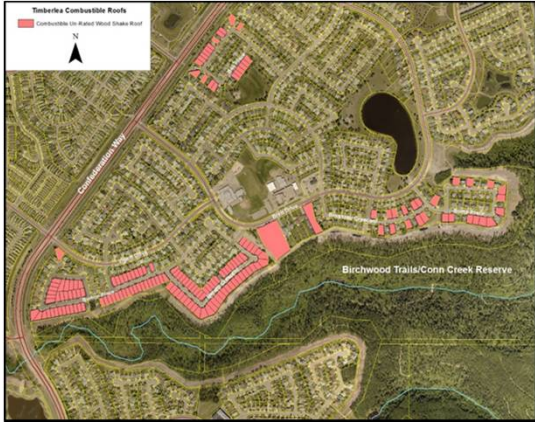 Timberlea Combustible Roofs
Combustible Un-Rated Wood Shake Roof
N
Confederation Way
Birchwood Trails/Conn Creek Reserve